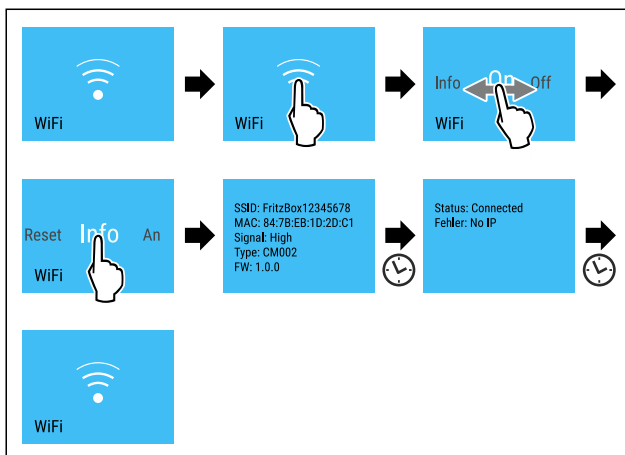 WiFi
WiFi
Info On Off
WiFi
Reset Info An
WiFi
SSID: FritzBox12345678
MAC: 84:7B:EB:1D:2D:C1
Signal: High
Type: CM002
FW: 1.0.0
Status: Connected
Fehler: No IP
WiFi